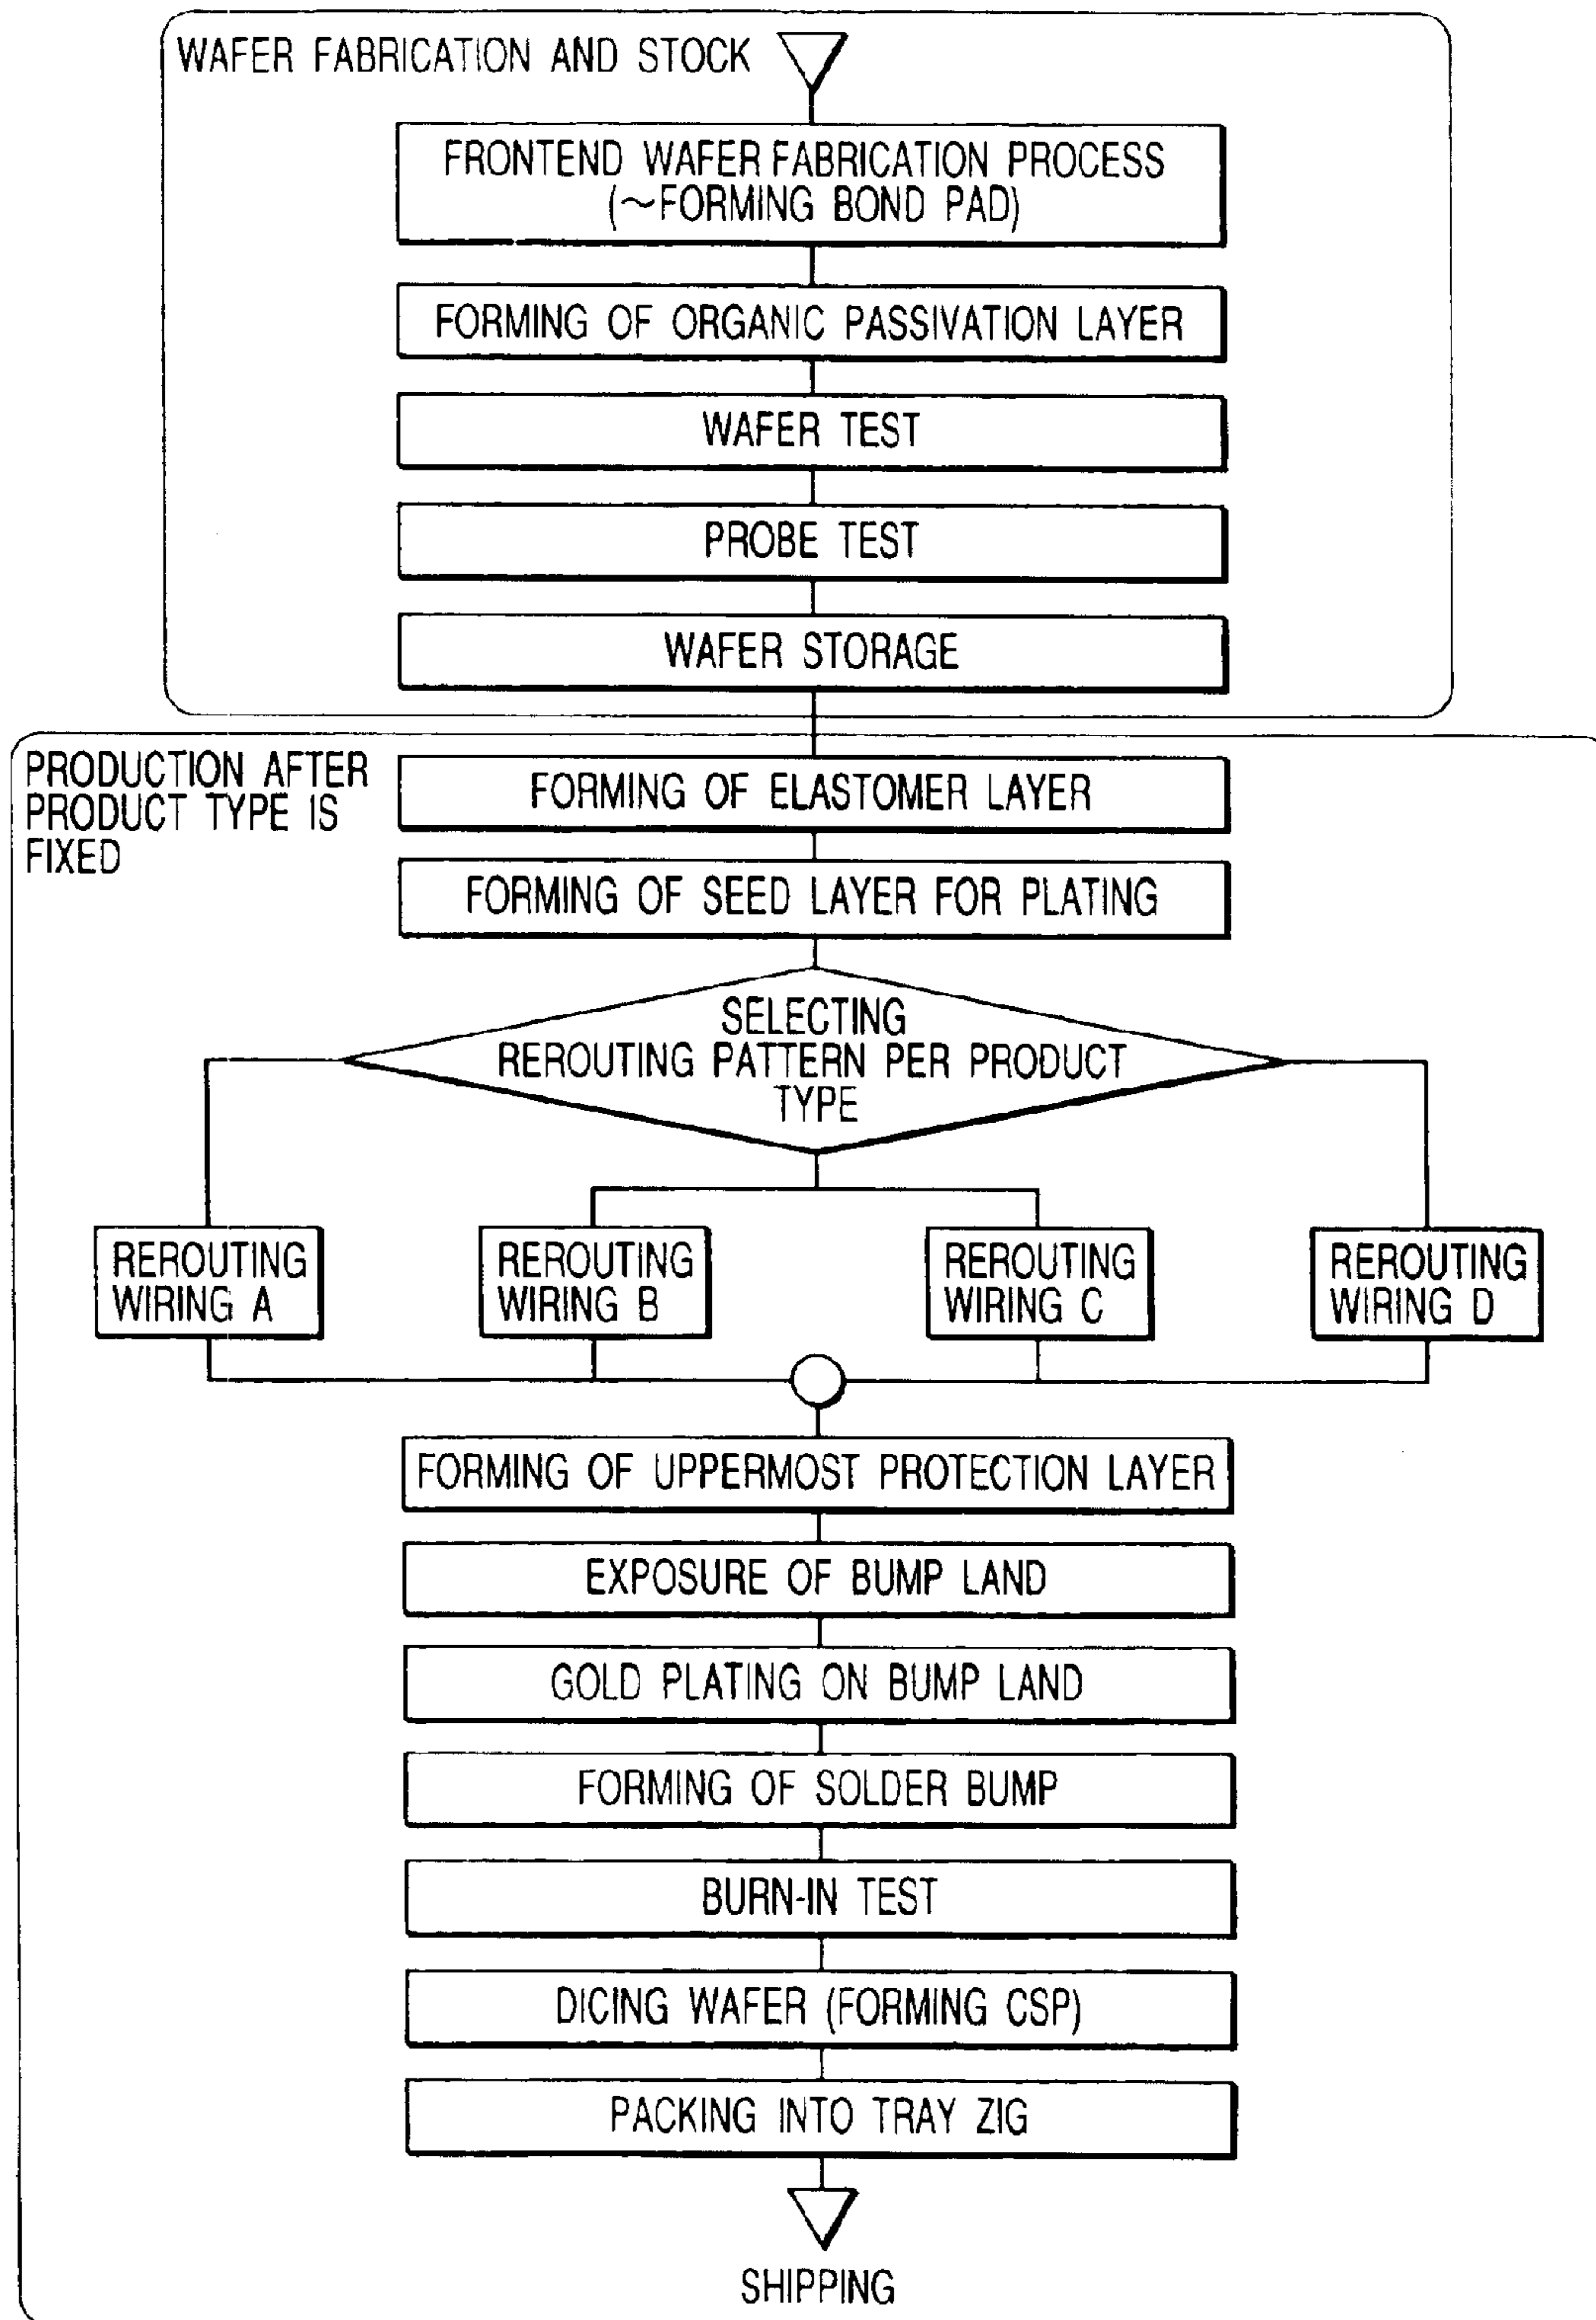 WAFER FABRICATION AND STOCK
FRONTEND WAFER FABRICATION PROCESS
(~FORMING BOND PAD)
FORMING OF ORGANIC PASSIVATION LAYER
WAFER TEST
PROBE TEST
WAFER STORAGE
PRODUCTION AFTER
PRODUCT TYPE IS
FIXED
FORMING OF ELASTOMER LAYER
FORMING OF SEED LAYER FOR PLATING
SELECTING
REROUTING PATTERN PER PRODUCT
TYPE
REROUTING
WIRING A
REROUTING
WIRING B
REROUTING
WIRING C
REROUTING
WIRING D
FORMING OF UPPERMOST PROTECTION LAYER
EXPOSURE OF BUMP LAND
GOLD PLATING ON BUMP LAND
FORMING OF SOLDER BUMP
BURN-IN TEST
DICING WAFER (FORMING CSP)
PACKING INTO TRAY ZIG
SHIPPING